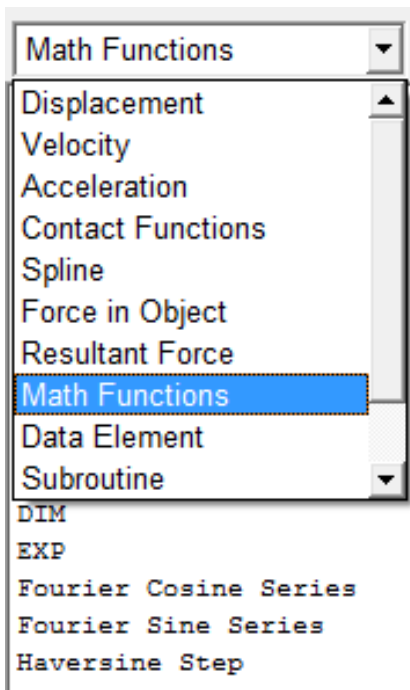 Math Functions
Displacement
Velocity
Acceleration
Contact Functions
Spline
Force in Object
Resultant Force
Math Functions
Data Element
Subroutine
DIM
EXP
Fourier Cosine Series
Fourier Sine Series
Haversine Step